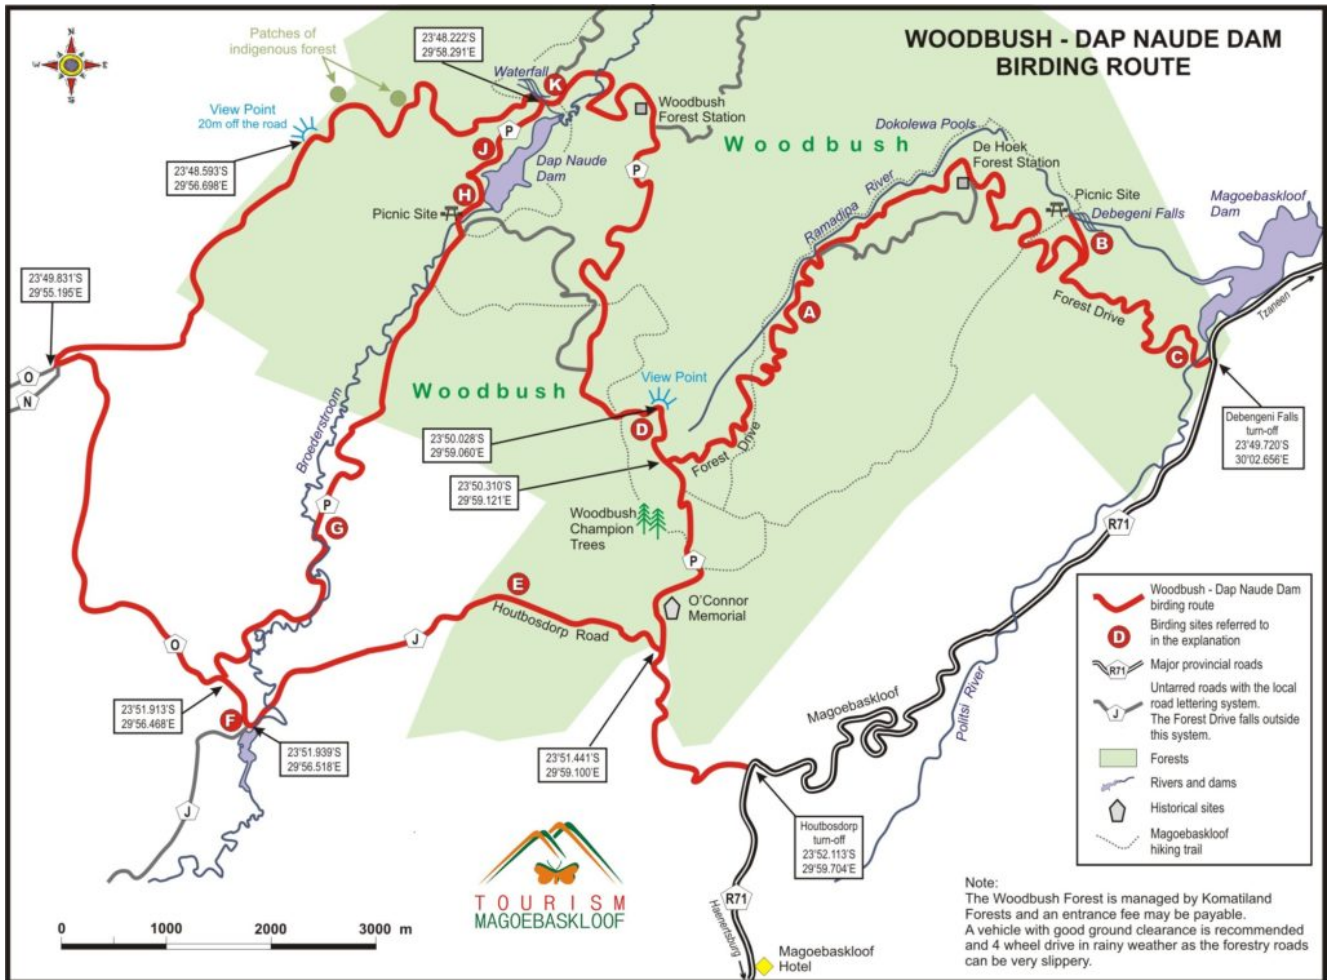 WOODBUSH - DAP NAUDE DAM
BIRDING ROUTE
Patches of
indigenous forest
23°48.222'S
29°58.291'E
Waterfall
K
View Point
20m off the road
Woodbush
Forest Station
P
J
Woodbush
Dokolewa Pools
De Hoek
Forest Station
23°48.593'S
29°56.698'E
Dap Naude
Dam
P
H
Picnic Site
Ramadipa River
Picnic Site
Debegeni Falls
Magoebaskloof
Dam
B
23°49.831'S
29°55.195'E
A
Forest Drive
Tzaneen
C
O
N
Woodbush
View Point
Broederstroom
D
23°50.028'S
29°59.060'E
Forest Drive
Debengeni Falls
turn-off
23°49.720'S
30°02.656'E
23°50.310'S
29°59.121'E
P
G
Woodbush
Champion
Trees
R71
P
E
Houtbosdorp Road
O'Connor
Memorial
J
O
Politsi River
Magoebaskloof
23°51.913'S
29°56.468'E
F
23°51.939'S
29°56.518'E
23°51.441'S
29°59.100'E
J
Houtbosdorp
turn-off
23°52.113'S
29°59.704'E
R71
Haenertsburg
Magoebaskloof
Hotel
TOURISM
MAGOEBASKLOOF
0 1000 2000 3000 m
Woodbush - Dap Naude Dam
birding route
D
Birding sites referred to
in the explanation
R71
Major provincial roads
J
Untarred roads with the local
road lettering system.
The Forest Drive falls outside
this system.
Forests
Rivers and dams
Historical sites
Magoebaskloof
hiking trail
Note:
The Woodbush Forest is managed by Komatiland
Forests and an entrance fee may be payable.
A vehicle with good ground clearance is recommended
and 4 wheel drive in rainy weather as the forestry roads
can be very slippery.